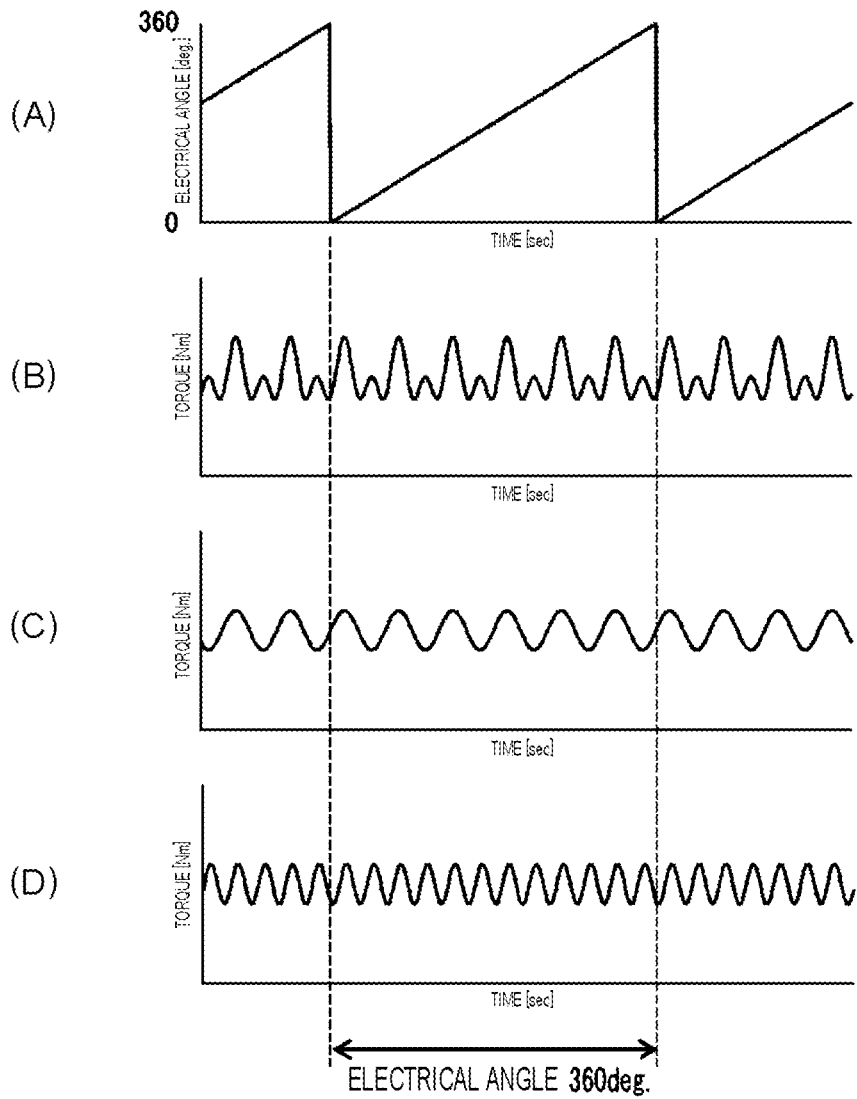 360
(A)
ELECTRICAL ANGLE [deg.]
0
TIME [sec]
(B)
TORQUE [Nm]
TIME [sec]
(C)
TORQUE [Nm]
TIME [sec]
(D)
TORQUE [Nm]
TIME [sec]
ELECTRICAL ANGLE 360deg.